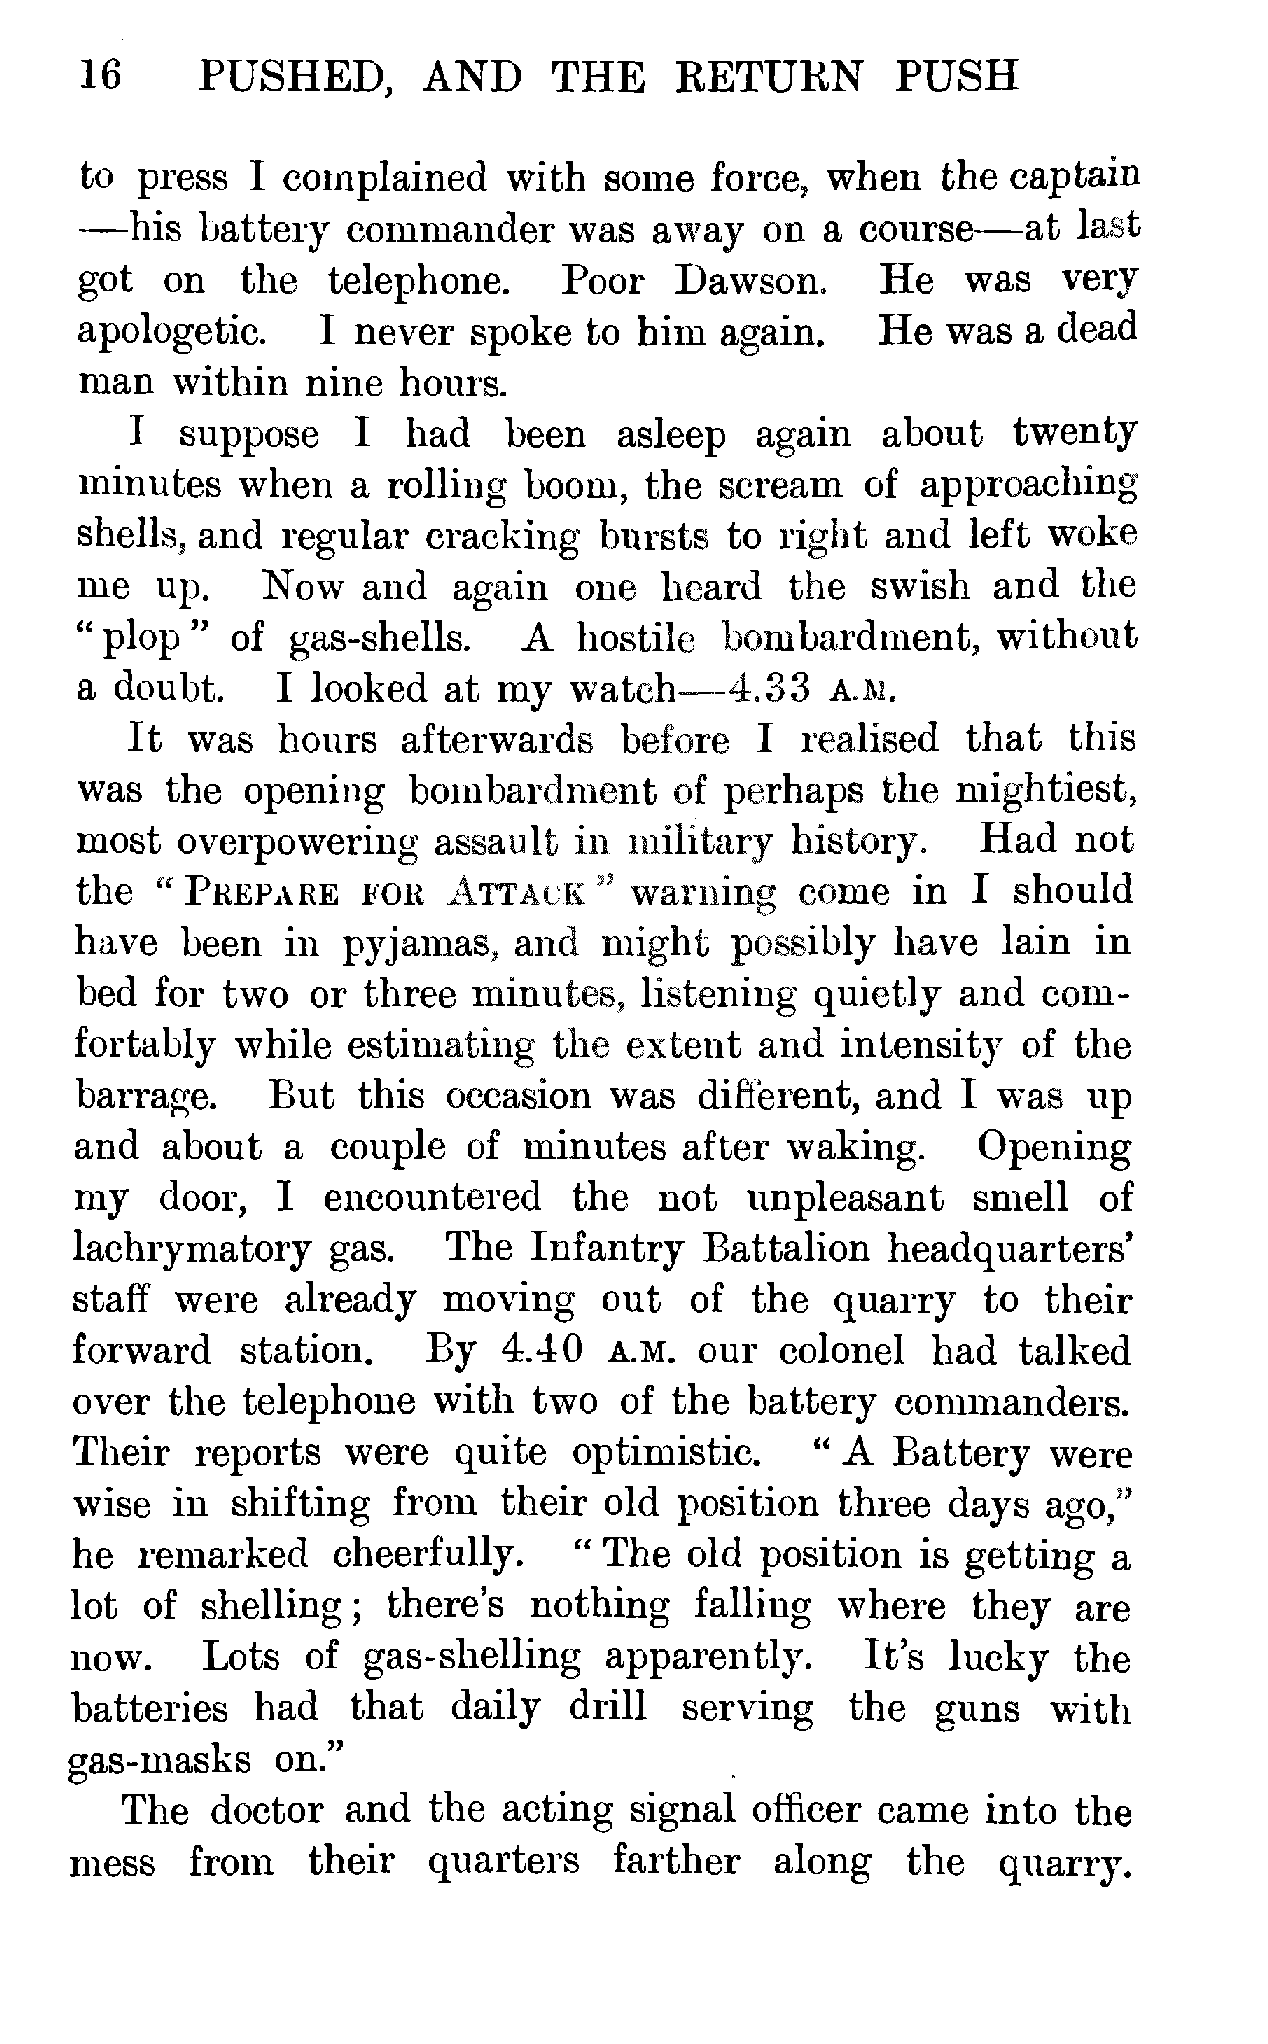 16 PUSHED, AND THE RETURN PUSH
to press I complained with some force, when the captain
—his battery commander was away on a course—at last
got on the telephone. Poor Dawson. He was very
apologetic. I never spoke to him again. He was a dead
man within nine hours.
I suppose I had been asleep again about twenty
minutes when a rolling boom, the scream of approaching
shells, and regular cracking bursts to right and left woke
me up. Now and again one heard the swish and the
“plop” of gas-shells. A hostile bombardment, without
a doubt. I looked at my watch—4.33 A.M.
It was hours afterwards before I realised that this
was the opening bombardment of perhaps the mightiest,
most overpowering assault in military history. Had not
the “PREPARE FOR ATTACK” warning come in I should
have been in pyjamas, and might possibly have lain in
bed for two or three minutes, listening quietly and com-
fortably while estimating the extent and intensity of the
barrage. But this occasion was different, and I was up
and about a couple of minutes after waking. Opening
my door, I encountered the not unpleasant smell of
lachrymatory gas. The Infantry Battalion headquarters’
staff were already moving out of the quarry to their
forward station. By 4.40 A.M. our colonel had talked
over the telephone with two of the battery commanders.
Their reports were quite optimistic. “A Battery were
wise in shifting from their old position three days ago,”
he remarked cheerfully. “The old position is getting a
lot of shelling; there’s nothing falling where they are
now. Lots of gas-shelling apparently. It’s lucky the
batteries had that daily drill serving the guns with
gas-masks on.”
The doctor and the acting signal officer came into the
mess from their quarters farther along the quarry.